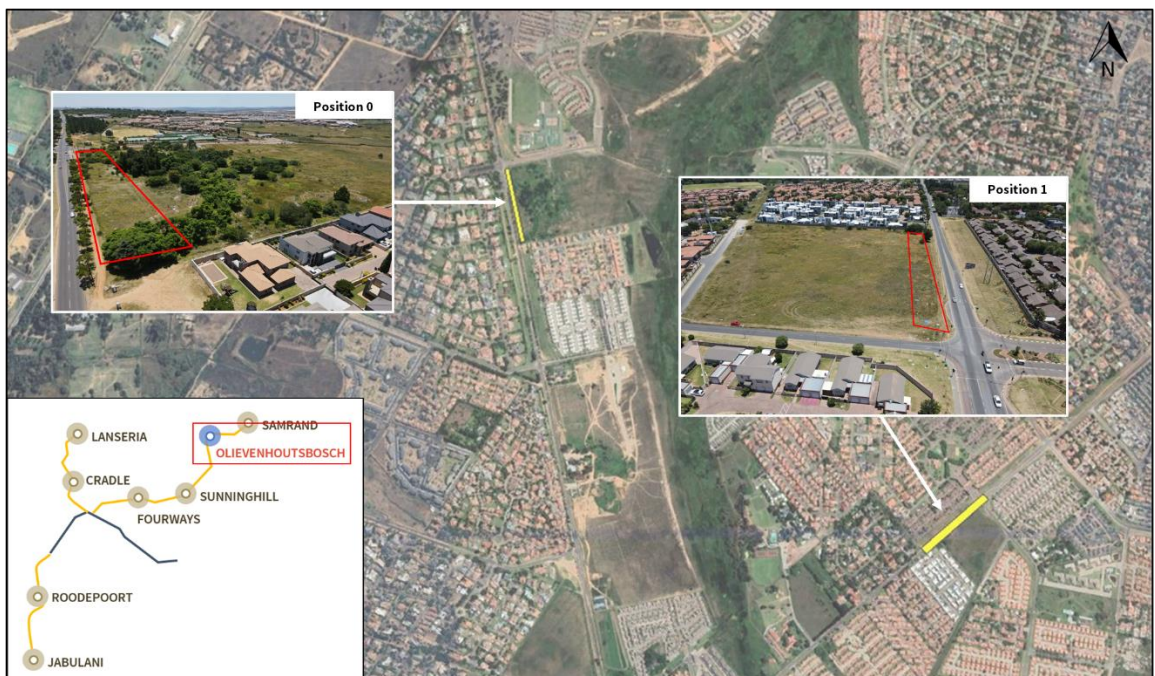 Position 0
N
Position 1
SAMRAND
LANSERIA
OLIEVENHOUTSBOSCH
CRADLE
SUNNINGHILL
FOURWAYS
ROODEPOORT
JABULANI